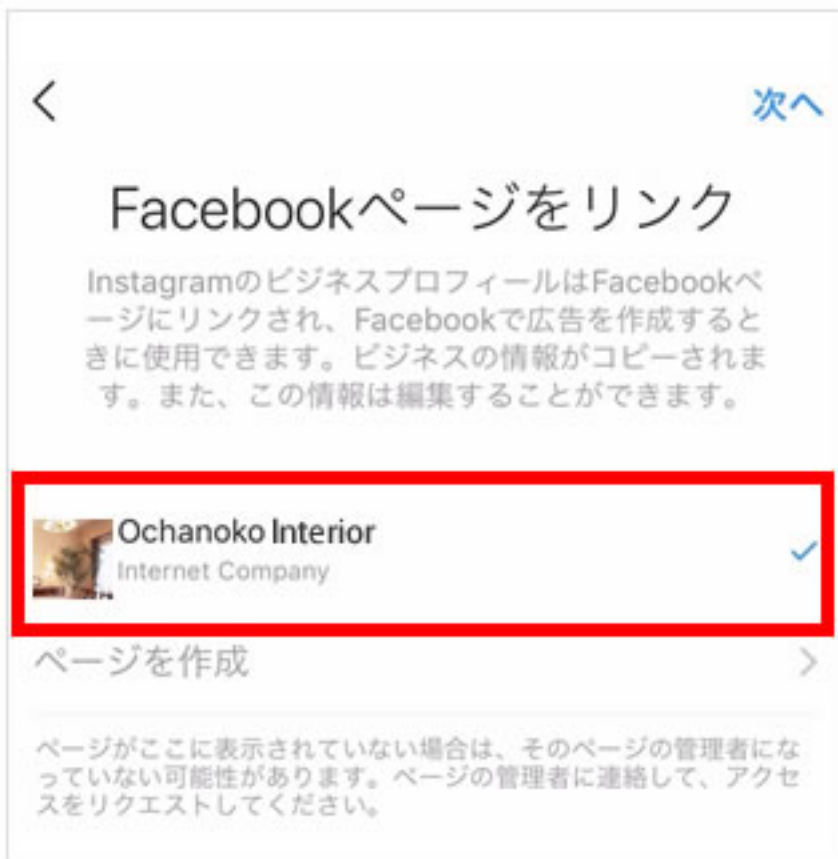 次へ
Facebookページをリンク
InstagramのビジネスプロフィールはFacebookペ
ージにリンクされ、Facebookで広告を作成すると
きに使用できます。ビジネスの情報がコピーされま
す。また、この情報は編集することができます。
Ochanoko Interior
Internet Company
ページを作成
ページがここに表示されていない場合は、そのページの管理者にな
っていない可能性があります。ページの管理者に連絡して、アクセ
スをリクエストしてください。